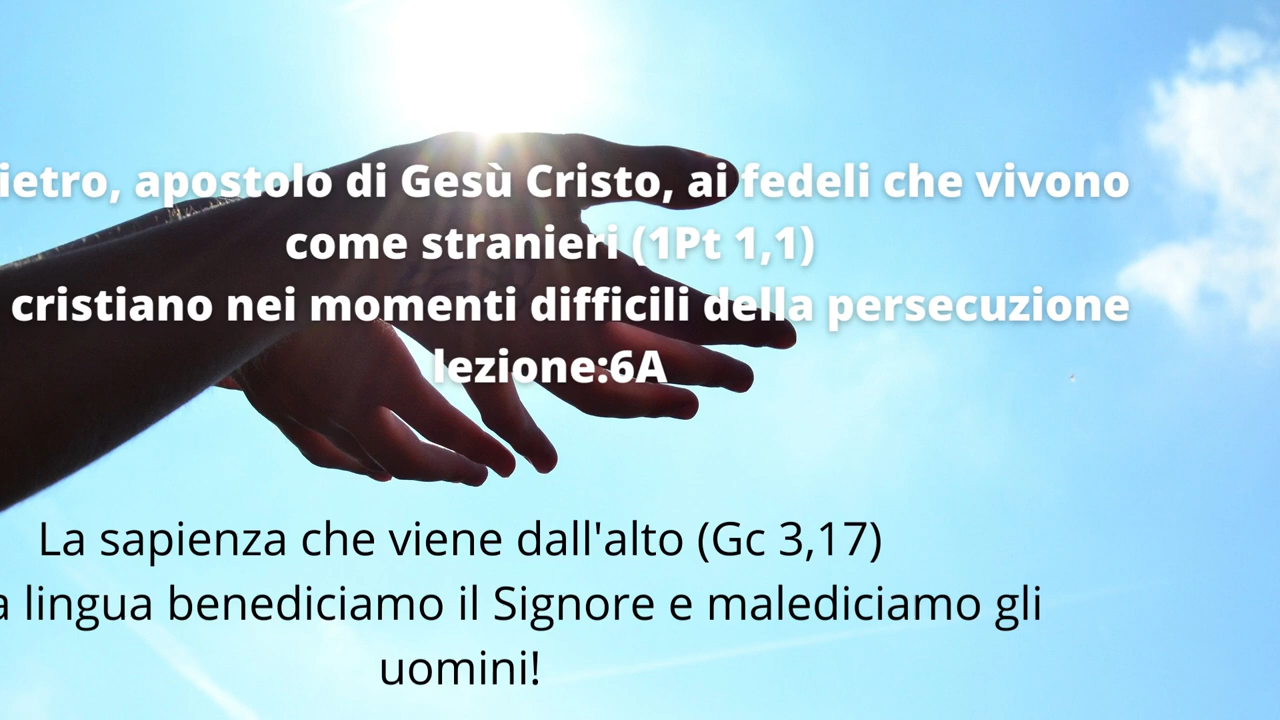 ietro, apostolo di Gesù Cristo, ai fedeli che vivono
come stranieri (1Pt 1,1)
cristiano nei momenti difficili della persecuzione
lezione:6A
La sapienza che viene dall'alto (Gc 3,17)
a lingua benediciamo il Signore e malediciamo gli
uomini!